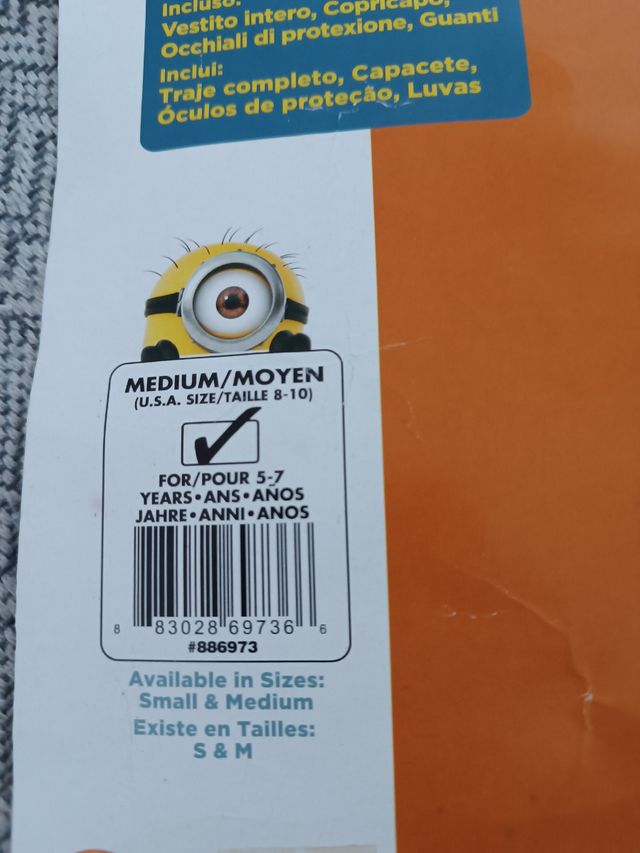 Incluso:
Vestito intero, Copricapo,
Occhiali di protexione, Guanti
Inclui:
Traje completo, Capacete,
Óculos de proteção, Luvas
MEDIUM/MOYEN
(U.S.A. SIZE/TAILLE 8-10)
FOR/POUR 5-7
YEARS•ANS•AÑOS
JAHRE•ANNI•ANOS
8 83028 69736 6
#886973
Available in Sizes:
Small & Medium
Existe en Tailles:
S & M